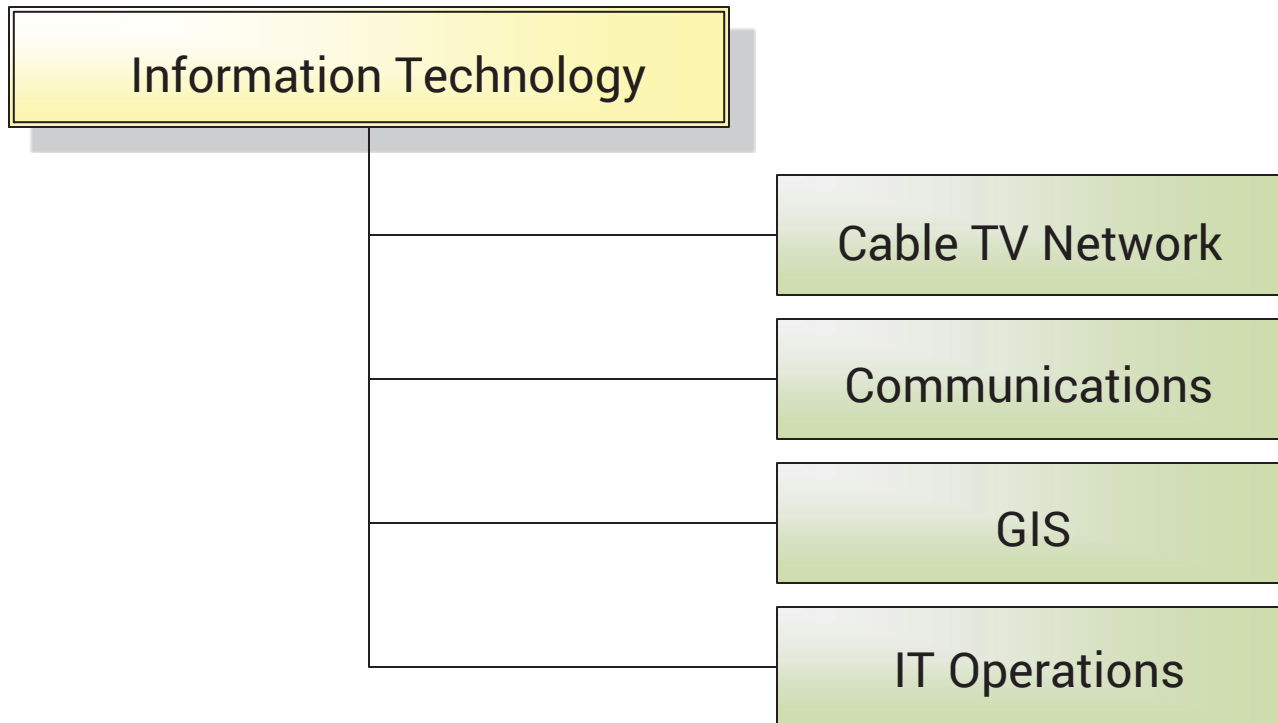 Information Technology
Cable TV Network
Communications
GIS
IT Operations